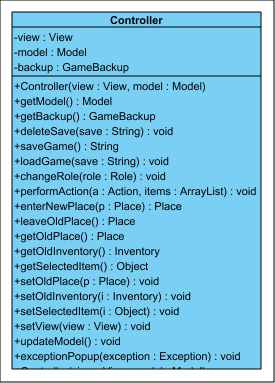 Controller
-view : View
-model : Model
-backup : GameBackup
+Controller(view : View, model : Model)
+getModel() : Model
+getBackup() : GameBackup
+deleteSave(save : String) : void
+saveGame() : String
+loadGame(save : String) : void
+changeRole(role : Role) : void
+performAction(a : Action, items : ArrayList) : void
+enterNewPlace(p : Place) : Place
+leaveOldPlace() : Place
+getOldPlace() : Place
+getOldInventory() : Inventory
+getSelectedItem() : Object
+setOldPlace(p : Place) : void
+setOldInventory(i : Inventory) : void
+setSelectedItem(i : Object) : void
+setView(view : View) : void
+updateModel() : void
+exceptionPopup(exception : Exception) : void